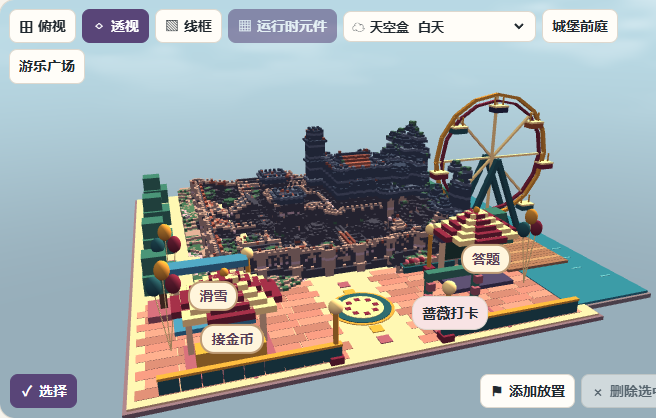 俯视
透视
线框
运行时元件
天空盒 白天
城堡前庭
游乐广场
答题
滑雪
蔷薇打卡
接金币
✓ 选择
添加放置
× 删除选中